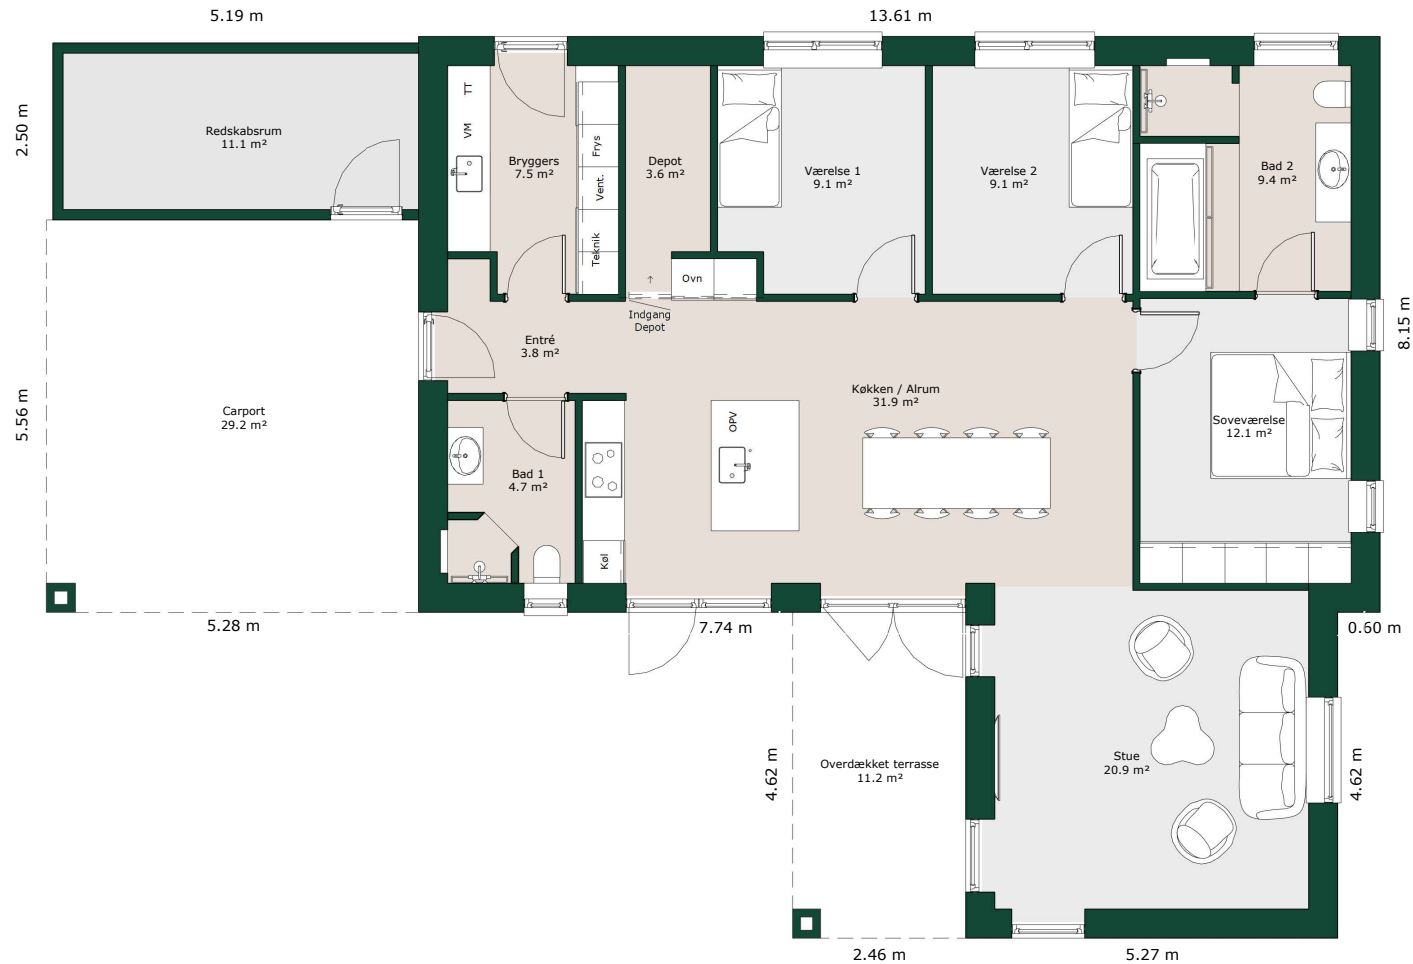 5.19 m
13.61 m
2.50 m
Redskabsrum
11.1 m²
TT
VM
Bryggers
7.5 m²
Frys
Vent.
Teknik
Depot
3.6 m²
Værelse 1
9.1 m²
Værelse 2
9.1 m²
Bad 2
9.4 m²
Ovn
Indgang
Depot
8.15 m
Entré
3.8 m²
5.56 m
Carport
29.2 m²
Køkken / Alrum
31.9 m²
OPV
Soveværelse
12.1 m²
Bad 1
4.7 m²
Køl
5.28 m
7.74 m
0.60 m
4.62 m
Overdækket terrasse
11.2 m²
Stue
20.9 m²
4.62 m
2.46 m
5.27 m